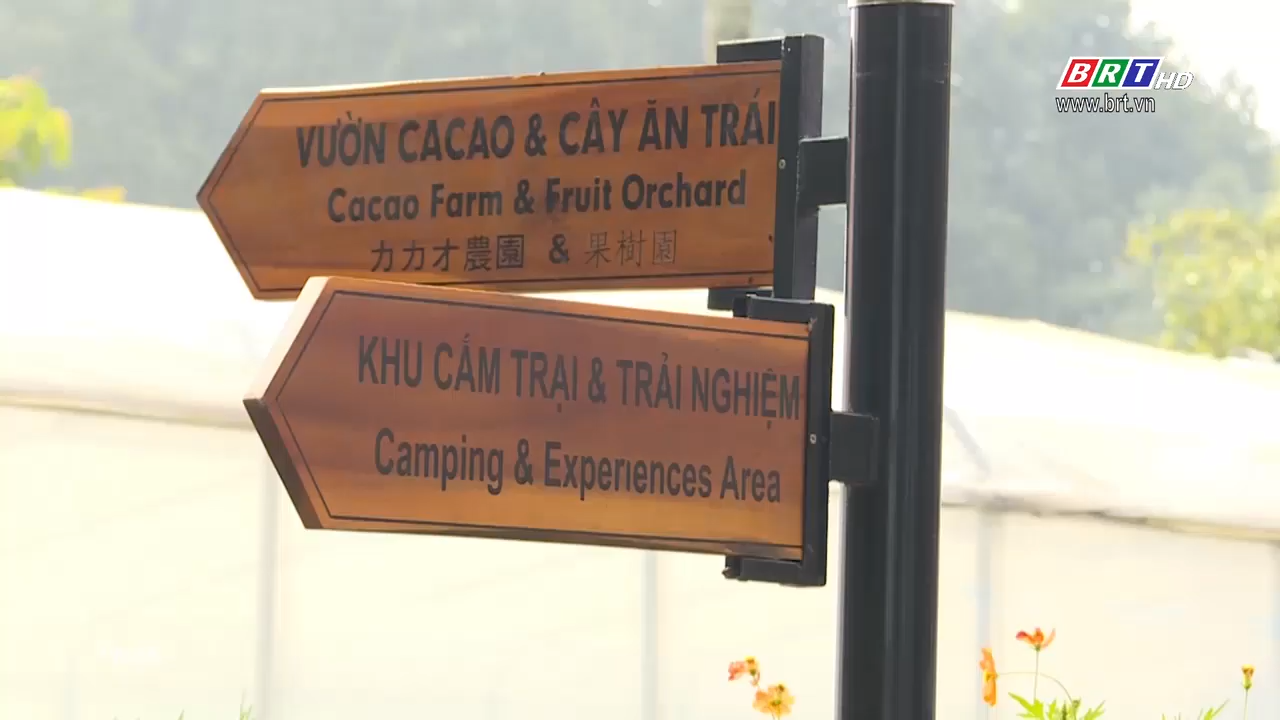 BRT HD
www.brt.vn
VƯỜN CACAO & CÂY ĂN TRÁI
Cacao Farm & Fruit Orchard
カカオ農園 & 果樹園
KHU CẮM TRẠI & TRẢI NGHIỆM
Camping & Experiences Area